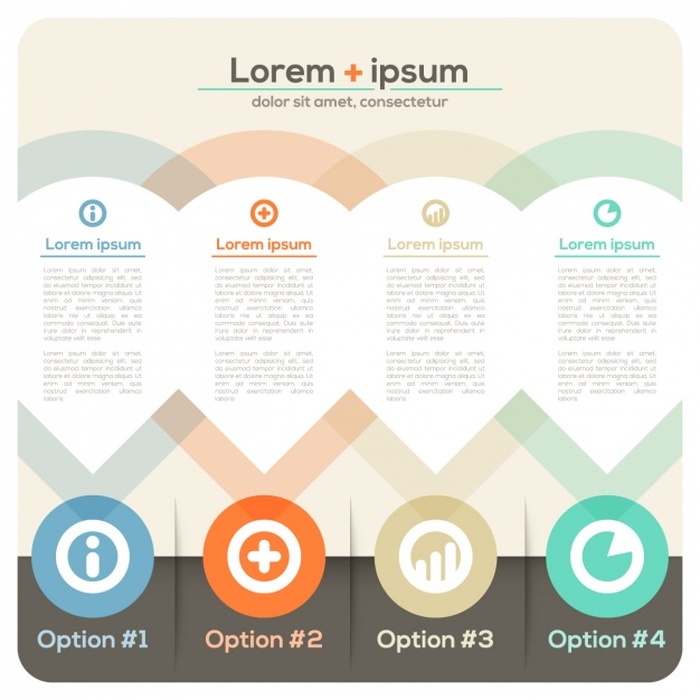 Lorem + ipsum
dolor sit amet, consectetur
Lorem ipsum
Lorem ipsum dolor sit amet,
consectetur adipisicing elit, sed
do eiusmod tempor incididunt ut
labore et dolore magna aliqua. Ut
enim ad minim veniam, quis
nostrud exercitation ullamco
laboris nisi ut aliquip ex ea
commodo consequat. Duis aute
irure dolor in reprehenderit in
voluptate velit esse
Lorem ipsum dolor sit amet,
consectetur adipisicing elit, sed
do eiusmod tempor incididunt ut
labore et dolore magna aliqua. Ut
enim ad minim veniam, quis
nostrud exercitation ullamco
laboris
Lorem ipsum
Lorem ipsum dolor sit amet,
consectetur adipisicing elit, sed
do eiusmod tempor incididunt ut
labore et dolore magna aliqua. Ut
enim ad minim veniam, quis
nostrud exercitation ullamco
laboris nisi ut aliquip ex ea
commodo consequat. Duis aute
irure dolor in reprehenderit in
voluptate velit esse
Lorem ipsum dolor sit amet,
consectetur adipisicing elit, sed
do eiusmod tempor incididunt ut
labore et dolore magna aliqua. Ut
enim ad minim veniam, quis
nostrud exercitation ullamco
laboris
Lorem ipsum
Lorem ipsum dolor sit amet,
consectetur adipisicing elit, sed
do eiusmod tempor incididunt ut
labore et dolore magna aliqua. Ut
enim ad minim veniam, quis
nostrud exercitation ullamco
laboris nisi ut aliquip ex ea
commodo consequat. Duis aute
irure dolor in reprehenderit in
voluptate velit esse
Lorem ipsum dolor sit amet,
consectetur adipisicing elit, sed
do eiusmod tempor incididunt ut
labore et dolore magna aliqua. Ut
enim ad minim veniam, quis
nostrud exercitation ullamco
laboris
Lorem ipsum
Lorem ipsum dolor sit amet,
consectetur adipisicing elit, sed
do eiusmod tempor incididunt ut
labore et dolore magna aliqua. Ut
enim ad minim veniam, quis
nostrud exercitation ullamco
laboris nisi ut aliquip ex ea
commodo consequat. Duis aute
irure dolor in reprehenderit in
voluptate velit esse
Lorem ipsum dolor sit amet,
consectetur adipisicing elit, sed
do eiusmod tempor incididunt ut
labore et dolore magna aliqua. Ut
enim ad minim veniam, quis
nostrud exercitation ullamco
laboris
Option #1
Option #2
Option #3
Option #4